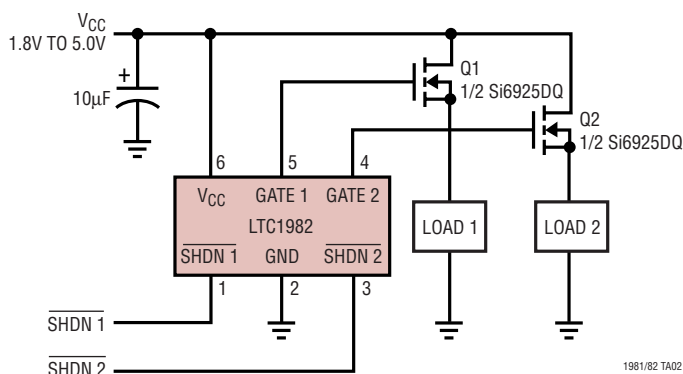 VCC
1.8V TO 5.0V
+
10µF
Q1
1/2 Si6925DQ
Q2
1/2 Si6925DQ
6
5
4
VCC
GATE 1
GATE 2
LTC1982
SHDN 1
GND
SHDN 2
1
2
3
LOAD 1
LOAD 2
SHDN 1
SHDN 2
1981/82 TA02